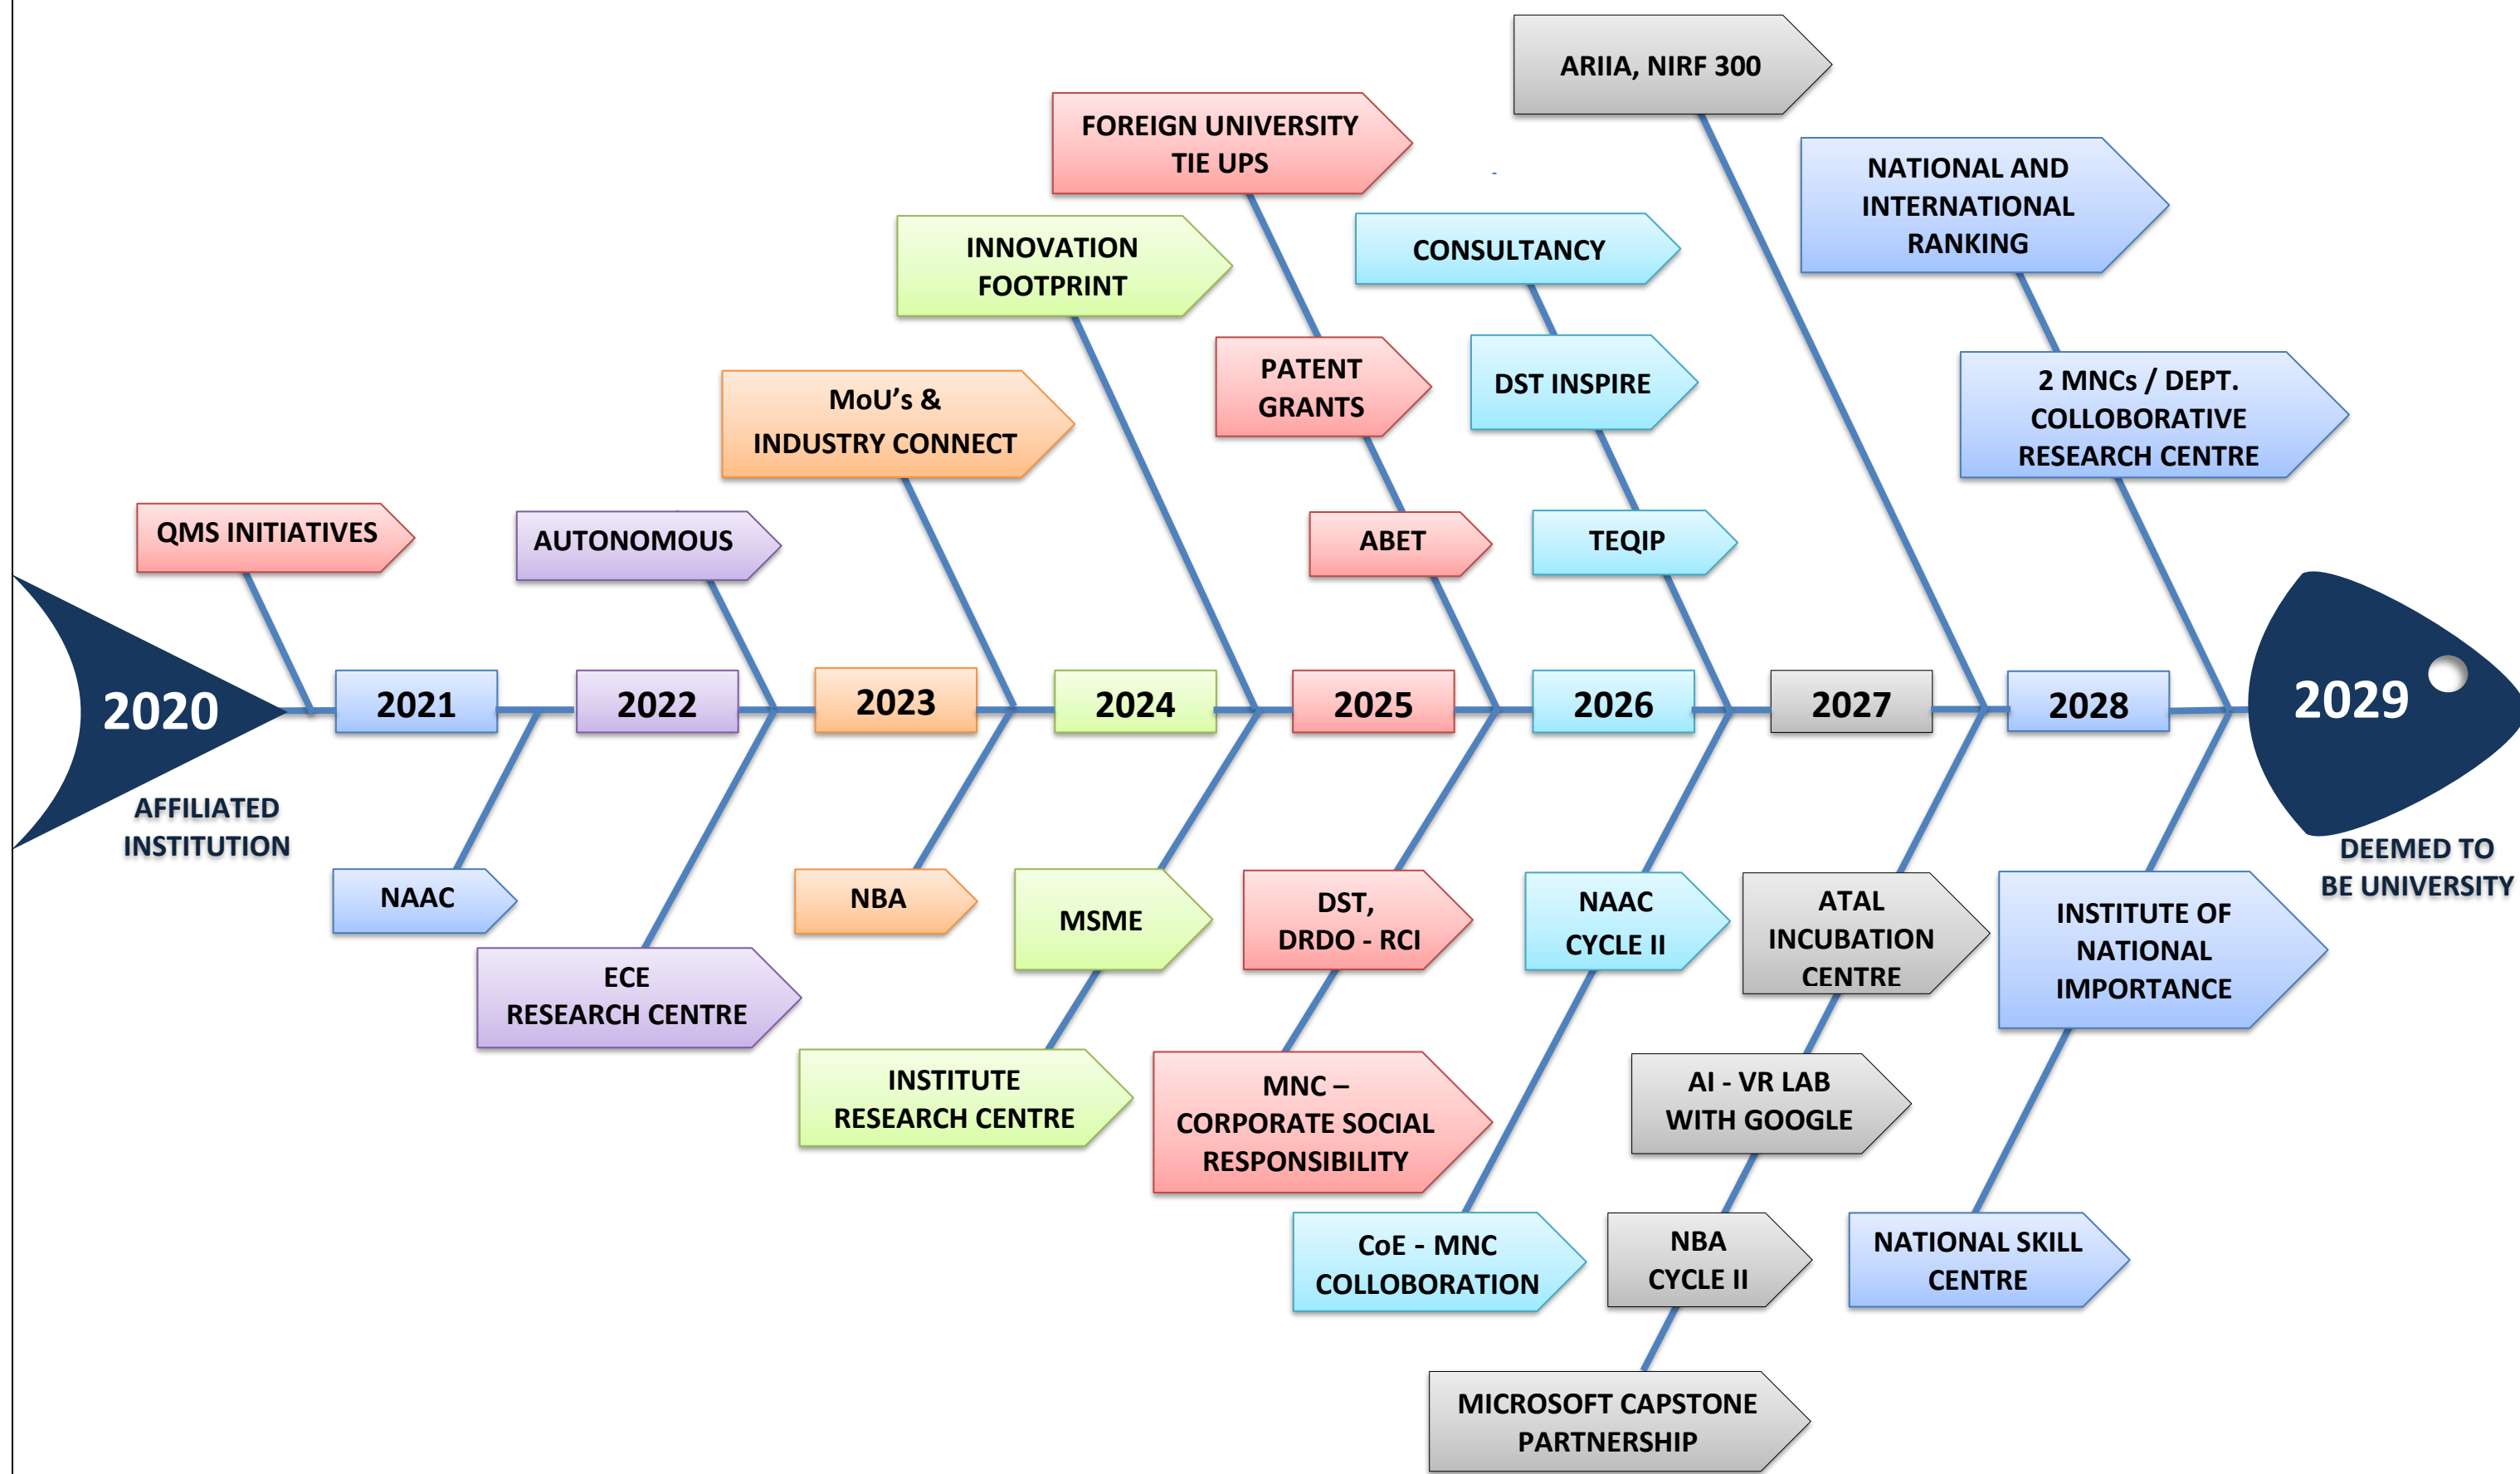 ARIIA, NIRF 300
FOREIGN UNIVERSITY
TIE UPS
NATIONAL AND
INTERNATIONAL
RANKING
INNOVATION
FOOTPRINT
CONSULTANCY
PATENT
GRANTS
DST INSPIRE
2 MNCs / DEPT.
COLLOBORATIVE
RESEARCH CENTRE
MoU’s &
INDUSTRY CONNECT
QMS INITIATIVES
AUTONOMOUS
ABET
TEQIP
2020
2021
2022
2023
2024
2025
2026
2027
2028
2029
AFFILIATED
INSTITUTION
DEEMED TO
BE UNIVERSITY
NAAC
NBA
MSME
DST,
DRDO - RCI
NAAC
CYCLE II
ATAL
INCUBATION
CENTRE
INSTITUTE OF
NATIONAL
IMPORTANCE
ECE
RESEARCH CENTRE
INSTITUTE
RESEARCH CENTRE
MNC –
CORPORATE SOCIAL
RESPONSIBILITY
AI - VR LAB
WITH GOOGLE
CoE - MNC
COLLOBORATION
NBA
CYCLE II
NATIONAL SKILL
CENTRE
MICROSOFT CAPSTONE
PARTNERSHIP